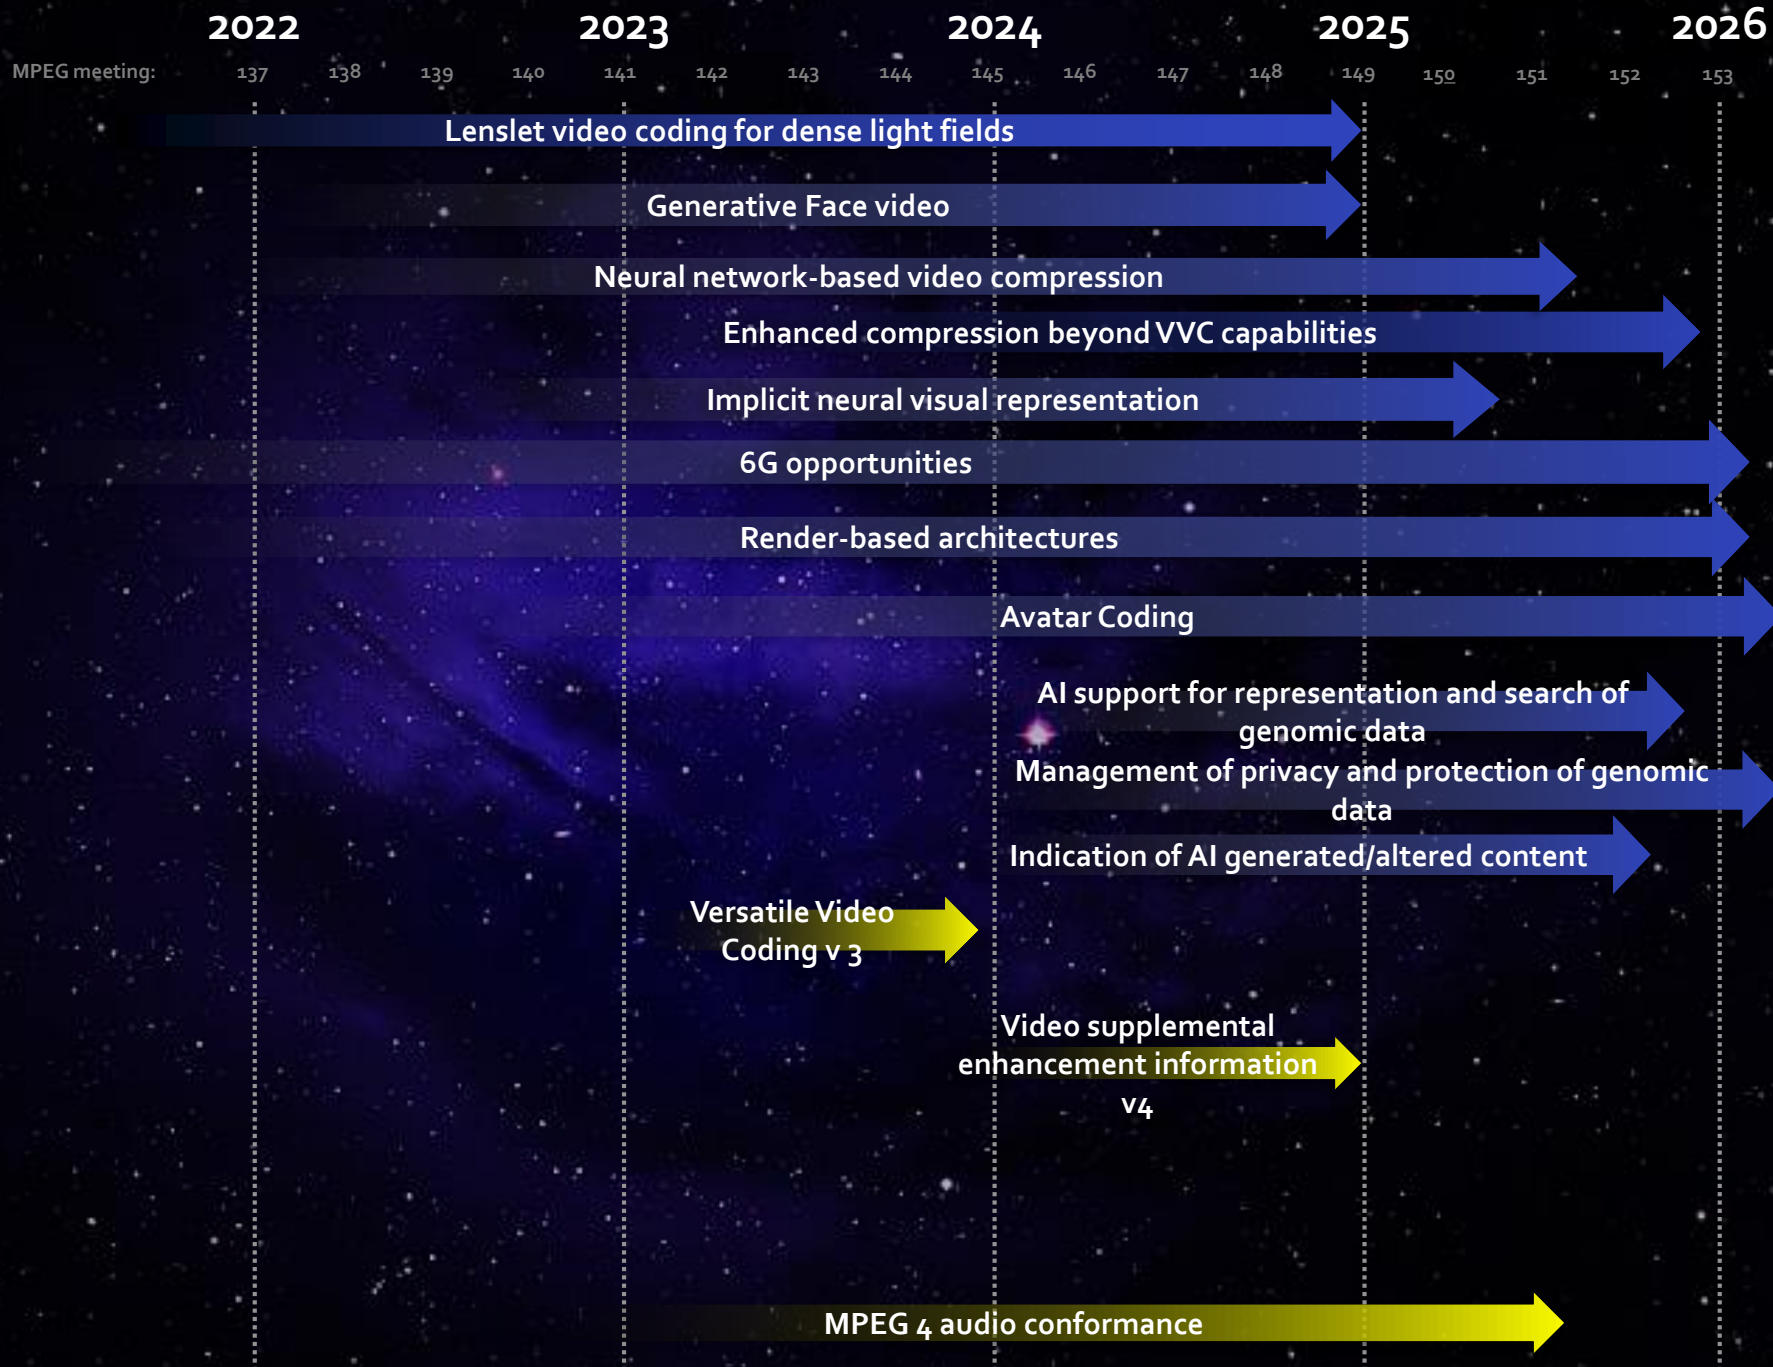 2022 2023 2024 2025 2026
MPEG meeting: 137 138 139 140 141 142 143 144 145 146 147 148 149 150 151 152 153
Lenslet video coding for dense light fields
Generative Face video
Neural network-based video compression
Enhanced compression beyond VVC capabilities
Implicit neural visual representation
6G opportunities
Render-based architectures
Avatar Coding
AI support for representation and search of
genomic data
Management of privacy and protection of genomic
data
Indication of AI generated/altered content
Versatile Video
Coding v 3
Video supplemental
enhancement information
v4
MPEG 4 audio conformance